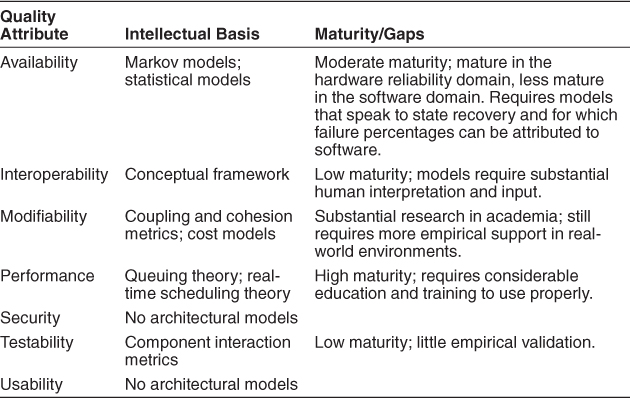 Quality
Attribute Intellectual Basis Maturity/Gaps
Availability Markov models; Moderate maturity; mature in the
statistical models hardware reliability domain, less mature
in the software domain. Requires models
that speak to state recovery and for which
failure percentages can be attributed to
software.
Interoperability Conceptual framework Low maturity; models require substantial
human interpretation and input.
Modifiability Coupling and cohesion Substantial research in academia; still
metrics; cost models requires more empirical support in real-
world environments.
Performance Queuing theory; real- High maturity; requires considerable
time scheduling theory education and training to use properly.
Security No architectural models
Testability Component interaction Low maturity; little empirical validation.
metrics
Usability No architectural models